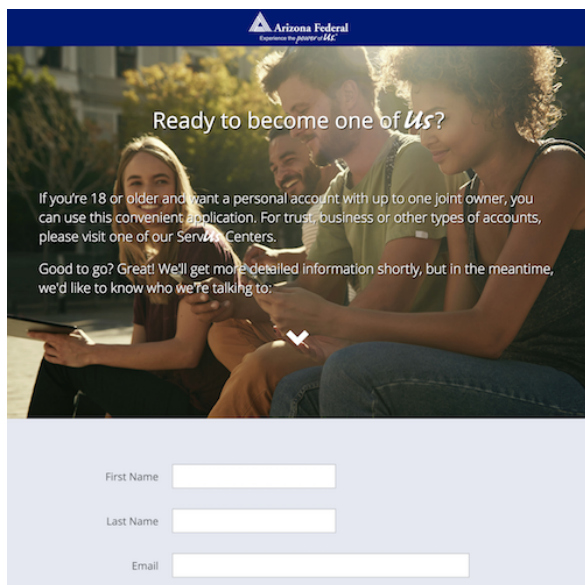 Arizona Federal
Experience the power of Us.
Ready to become one of Us?
If you're 18 or older and want a personal account with up to one joint owner, you
can use this convenient application. For trust, business or other types of accounts,
please visit one of our ServUs Centers.
Good to go? Great! We'll get more detailed information shortly, but in the meantime,
we'd like to know who we're talking to:
First Name
Last Name
Email